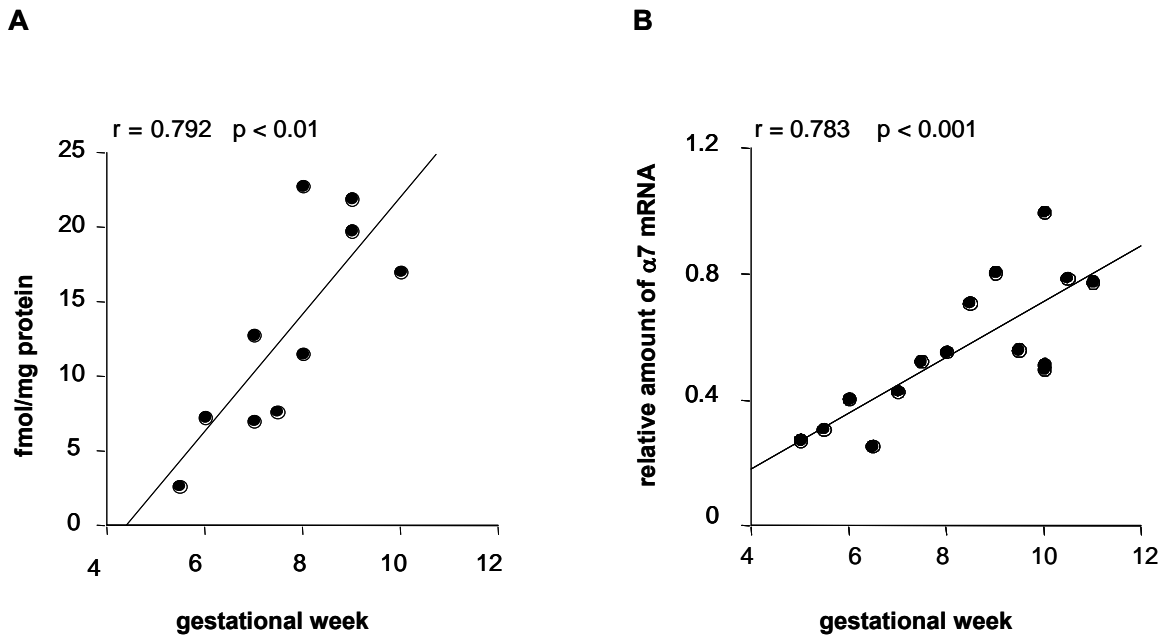 A
r = 0.792 p < 0.01
25
20
15
10
5
0
4 6 8 10 12
fmol/mg protein
gestational week
B
r = 0.783 p < 0.001
1.2
0.8
0.4
0
4 6 8 10 12
relative amount of α7 mRNA
gestational week